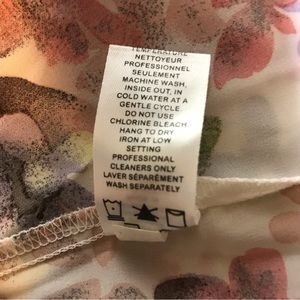 TEMPERATURE
NETTOYEUR
PROFESSIONNEL
SEULEMENT
MACHINE WASH,
INSIDE OUT, IN
COLD WATER AT A
GENTLE CYCLE
DO NOT USE
CHLORINE BLEACH
HANG TO DRY
IRON AT LOW
SETTING
PROFESSIONAL
CLEANERS ONLY
LAVER SÉPARÉMENT
WASH SEPARATELY